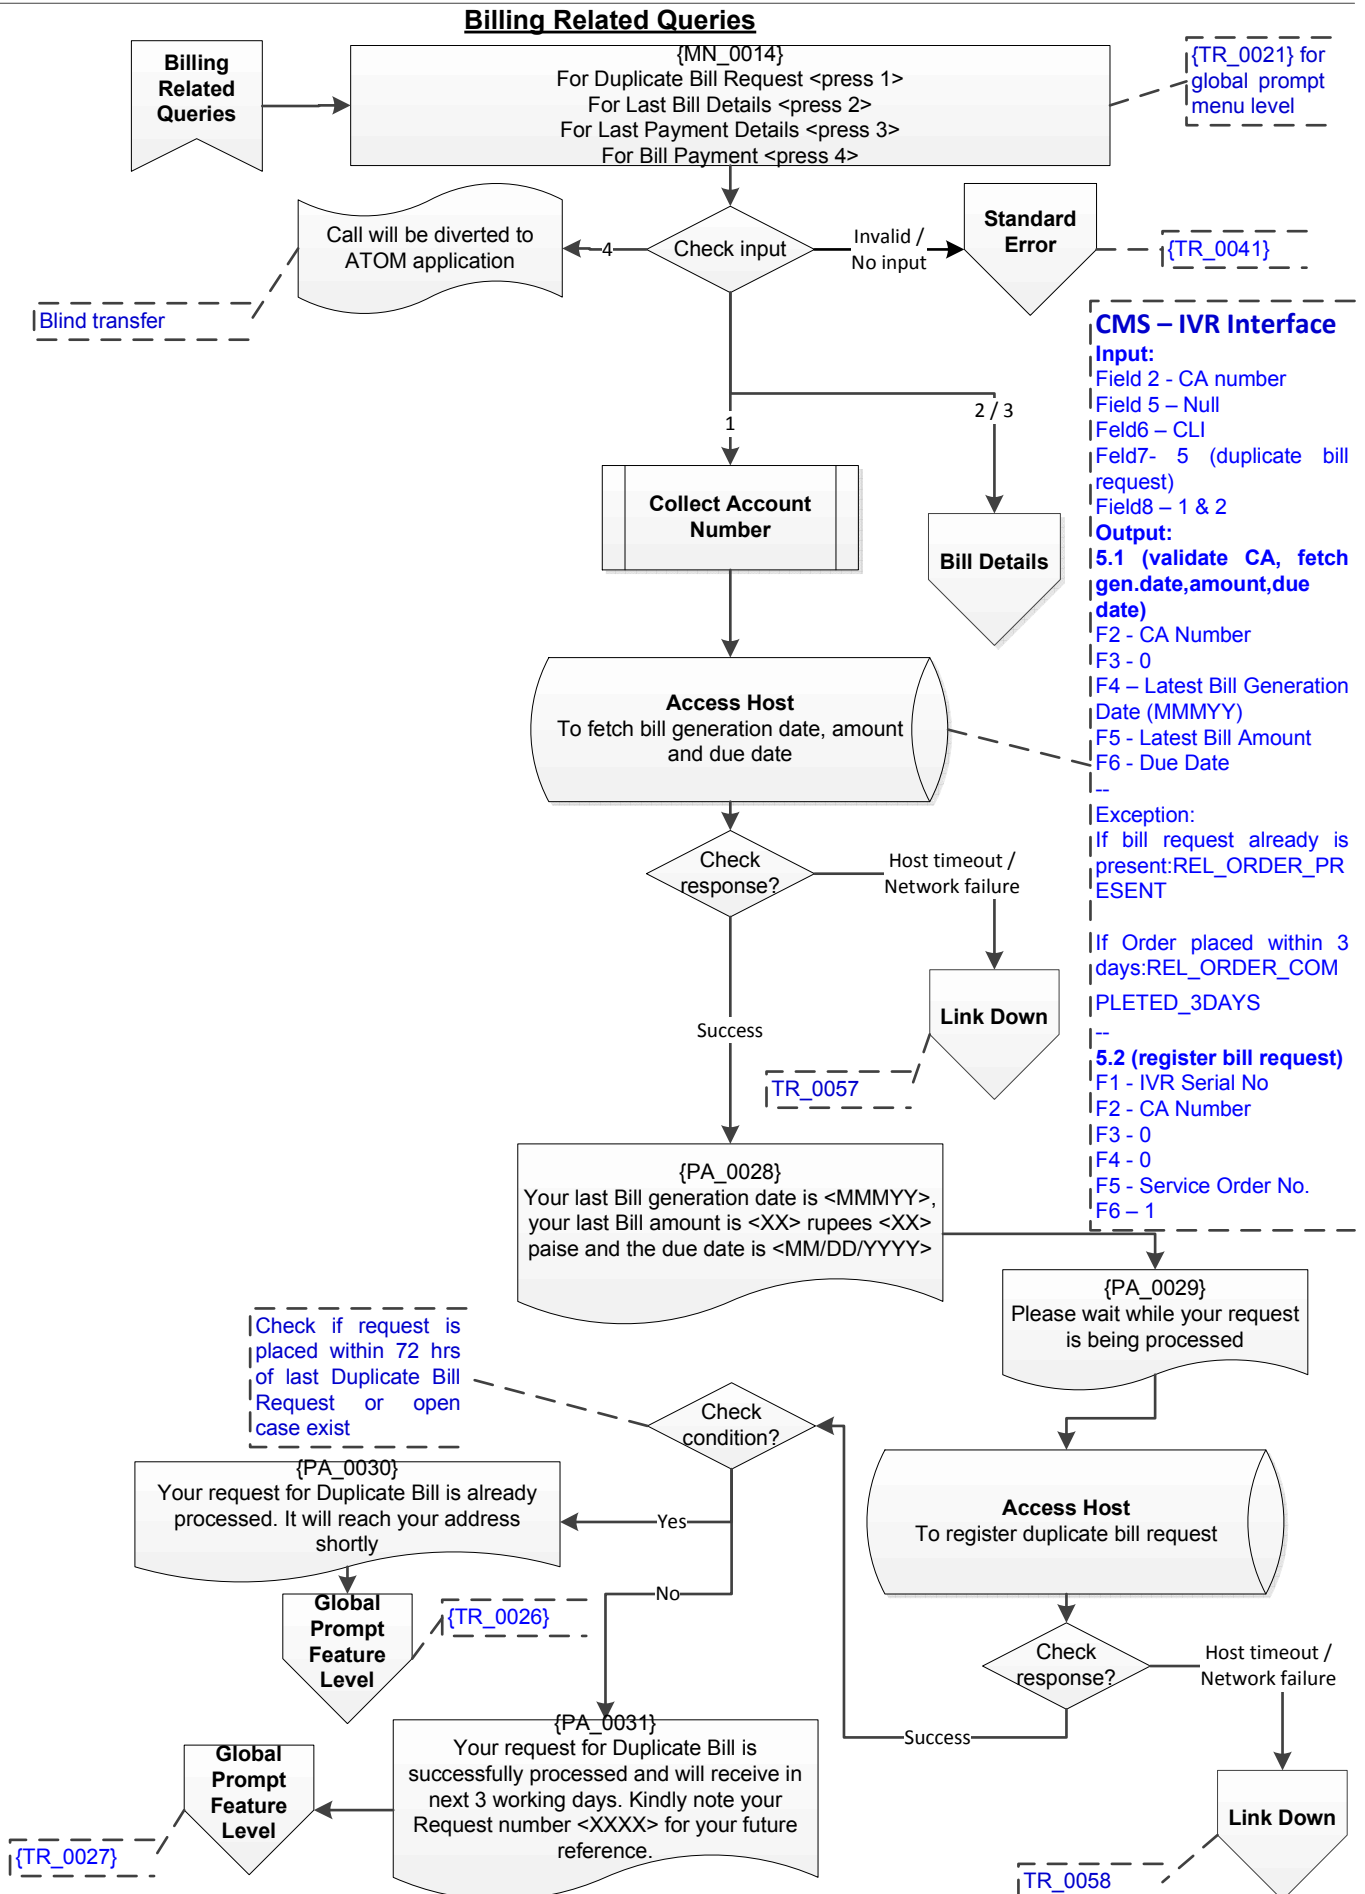 Billing Related Queries
Billing
Related
Queries
{MN_0014}
For Duplicate Bill Request <press 1>
For Last Bill Details <press 2>
For Last Payment Details <press 3>
For Bill Payment <press 4>
{TR_0021} for
global prompt
menu level
Call will be diverted to
ATOM application
4
Check input
Invalid /
No input
Standard
Error
{TR_0041}
Blind transfer
1
2 / 3
Collect Account
Number
Bill Details
CMS – IVR Interface
Input:
Field 2 - CA number
Field 5 – Null
Feld6 – CLI
Feld7- 5 (duplicate bill
request)
Field8 – 1 & 2
Output:
5.1 (validate CA, fetch
gen.date,amount,due
date)
F2 - CA Number
F3 - 0
F4 – Latest Bill Generation
Date (MMMYY)
F5 - Latest Bill Amount
F6 - Due Date
--
Exception:
If bill request already is
present:REL_ORDER_PR
ESENT
If Order placed within 3
days:REL_ORDER_COM
PLETED_3DAYS
--
5.2 (register bill request)
F1 - IVR Serial No
F2 - CA Number
F3 - 0
F4 - 0
F5 - Service Order No.
F6 – 1
Access Host
To fetch bill generation date, amount
and due date
Check
response?
Host timeout /
Network failure
Link Down
TR_0057
Success
{PA_0028}
Your last Bill generation date is <MMMYY>,
your last Bill amount is <XX> rupees <XX>
paise and the due date is <MM/DD/YYYY>
{PA_0029}
Please wait while your request
is being processed
Check if request is
placed within 72 hrs
of last Duplicate Bill
Request or open
case exist
Check
condition?
{PA_0030}
Your request for Duplicate Bill is already
processed. It will reach your address
shortly
Yes
Access Host
To register duplicate bill request
Global
Prompt
Feature
Level
{TR_0026}
No
Check
response?
Host timeout /
Network failure
Success
{PA_0031}
Your request for Duplicate Bill is
successfully processed and will receive in
next 3 working days. Kindly note your
Request number <XXXX> for your future
reference.
Global
Prompt
Feature
Level
{TR_0027}
Link Down
TR_0058